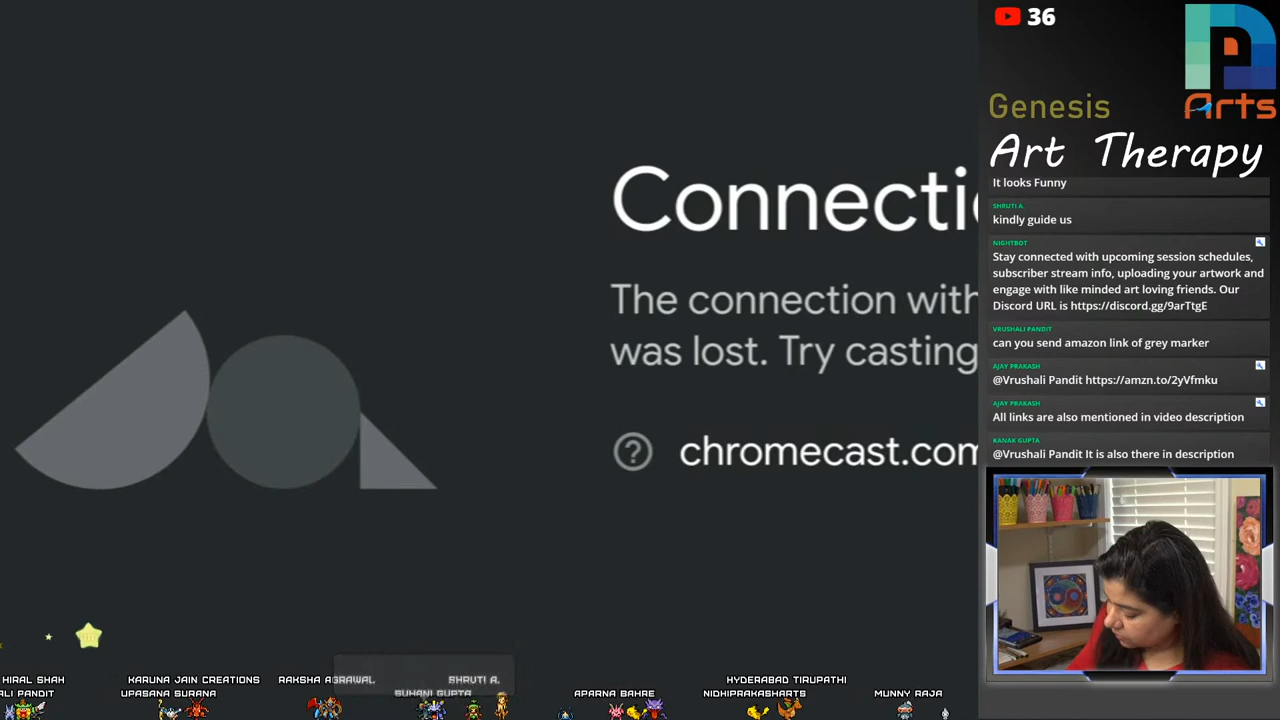 36
Arts
Genesis
Art Therapy
It looks Funny
SHRUTI A.
kindly guide us
NIGHTBOT
Stay connected with upcoming session schedules,
subscriber stream info, uploading your artwork and
engage with like minded art loving friends. Our
Discord URL is https://discord.gg/9arTtgE
VRUSHALI PANDIT
can you send amazon link of grey marker
AJAY PRAKASH
@Vrushali Pandit https://amzn.to/2yVfmku
AJAY PRAKASH
All links are also mentioned in video description
KANAK GUPTA
@Vrushali Pandit It is also there in description
Connectio
The connection with
was lost. Try casting
chromecast.com
HIRAL SHAH KARUNA JAIN CREATIONS RAKSHA AGRAWAL SHRUTI A. HYDERABAD TIRUPATHI
ALI PANDIT UPASANA SURANA SUHANI GUPTA APARNA BAHRE NIDHIPRAKASHARTS MUNNY RAJA